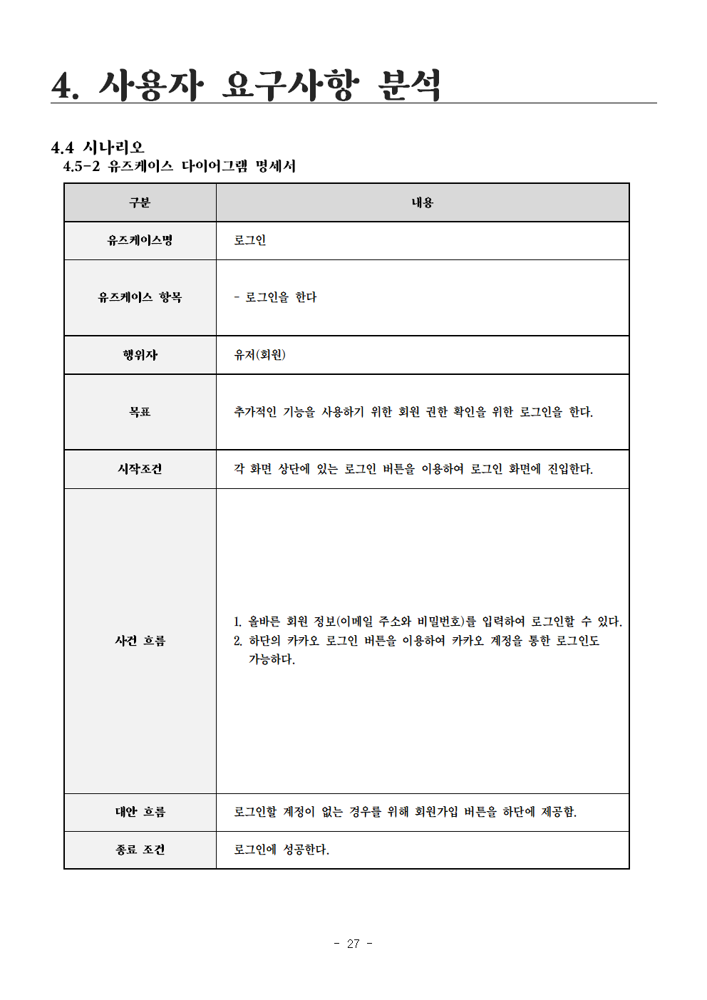 4. 사용자 요구사항 분석
4.4 시나리오
4.5-2 유즈케이스 다이어그램 명세서
구분 내용
유즈케이스명 로그인
유즈케이스 항목 - 로그인을 한다
행위자 유저(회원)
목표 추가적인 기능을 사용하기 위한 회원 권한 확인을 위한 로그인을 한다.
시작조건 각 화면 상단에 있는 로그인 버튼을 이용하여 로그인 화면에 진입한다.
사건 흐름
1. 올바른 회원 정보(이메일 주소와 비밀번호)를 입력하여 로그인할 수 있다.
2. 하단의 카카오 로그인 버튼을 이용하여 카카오 계정을 통한 로그인도
가능하다.
대안 흐름 로그인할 계정이 없는 경우를 위해 회원가입 버튼을 하단에 제공함.
종료 조건 로그인에 성공한다.
- 27 -